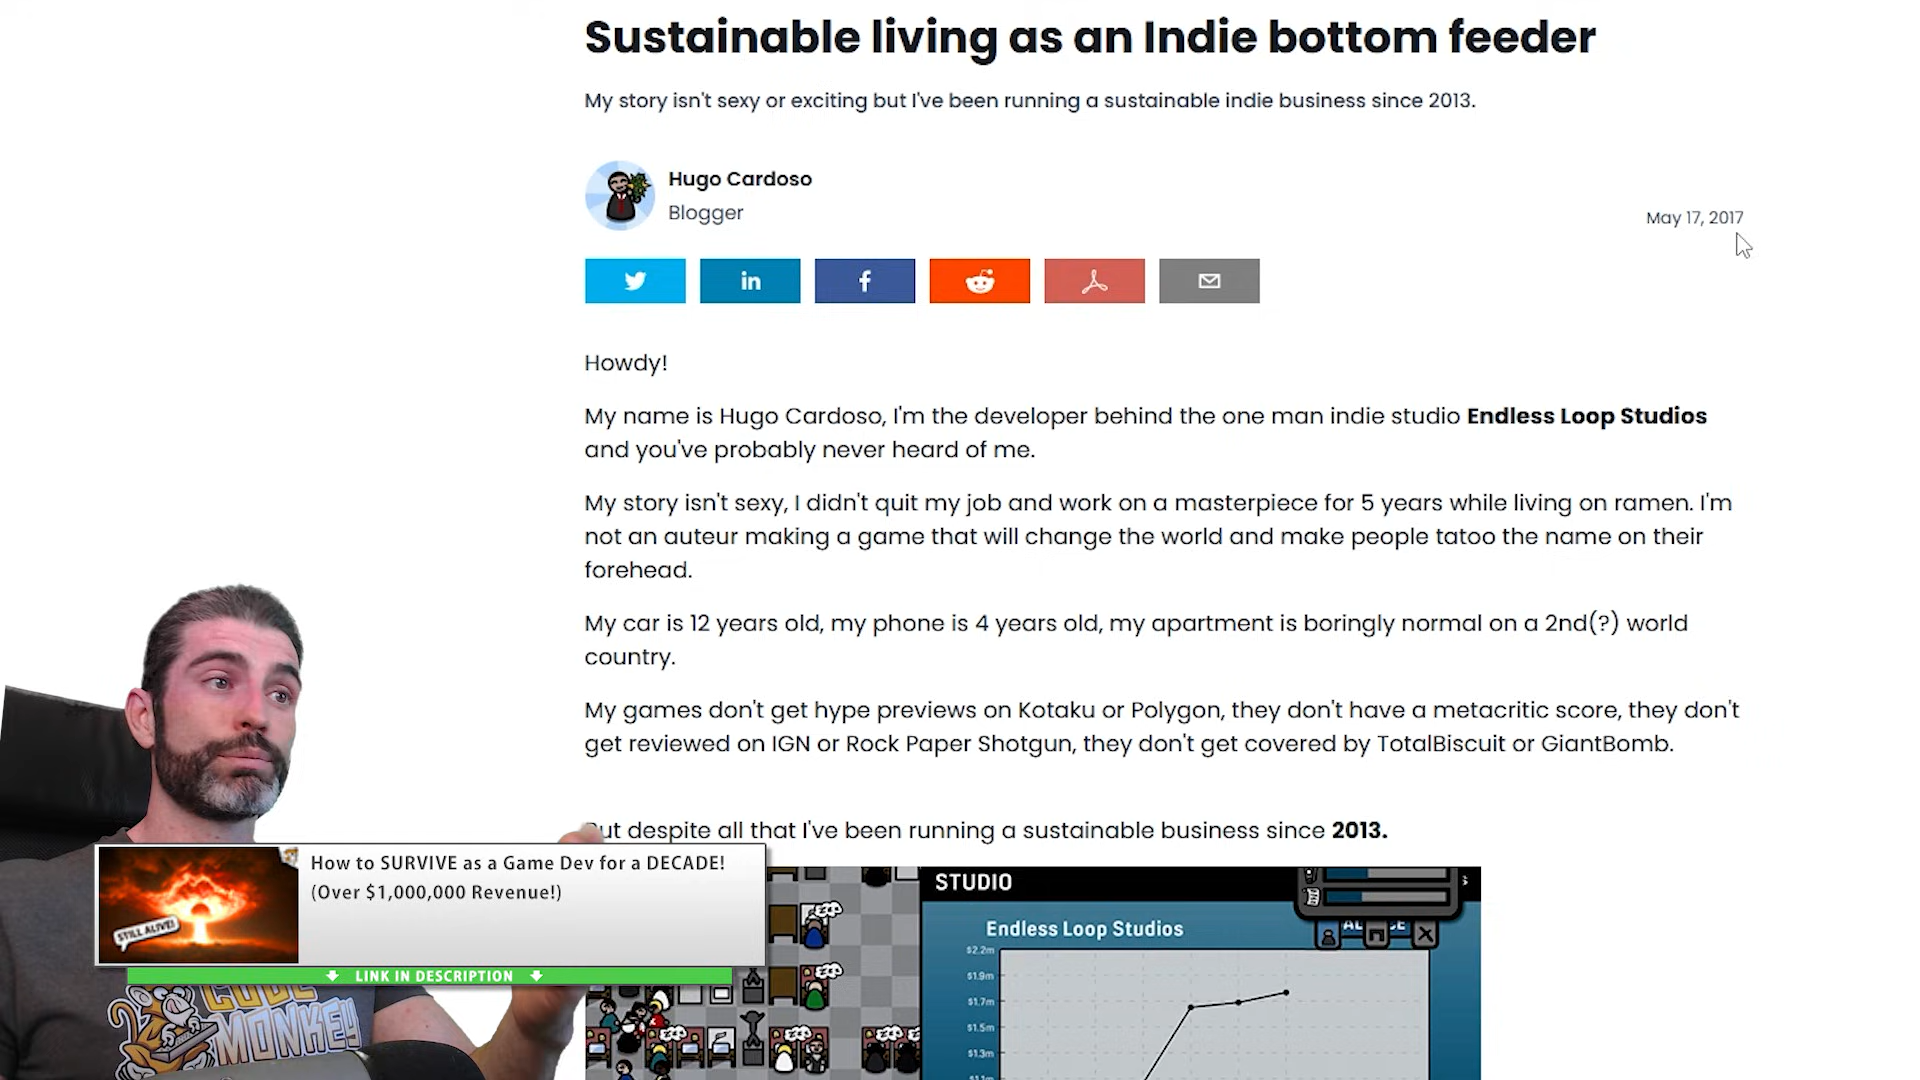 Sustainable living as an Indie bottom feeder
My story isn't sexy or exciting but I've been running a sustainable indie business since 2013.
Hugo Cardoso
Blogger
May 17, 2017
Howdy!
My name is Hugo Cardoso, I'm the developer behind the one man indie studio Endless Loop Studios
and you've probably never heard of me.
My story isn't sexy, I didn't quit my job and work on a masterpiece for 5 years while living on ramen. I'm
not an auteur making a game that will change the world and make people tatoo the name on their
forehead.
My car is 12 years old, my phone is 4 years old, my apartment is boringly normal on a 2nd(?) world
country.
My games don't get hype previews on Kotaku or Polygon, they don't have a metacritic score, they don't
get reviewed on IGN or Rock Paper Shotgun, they don't get covered by TotalBiscuit or GiantBomb.
But despite all that I've been running a sustainable business since 2013.
How to SURVIVE as a Game Dev for a DECADE!
(Over $1,000,000 Revenue!)
STILL ALIVE!
LINK IN DESCRIPTION
CODE
MONKEY
STUDIO
Endless Loop Studios
$2.2m
$1.9m
$1.7m
$1.5m
$1.3m